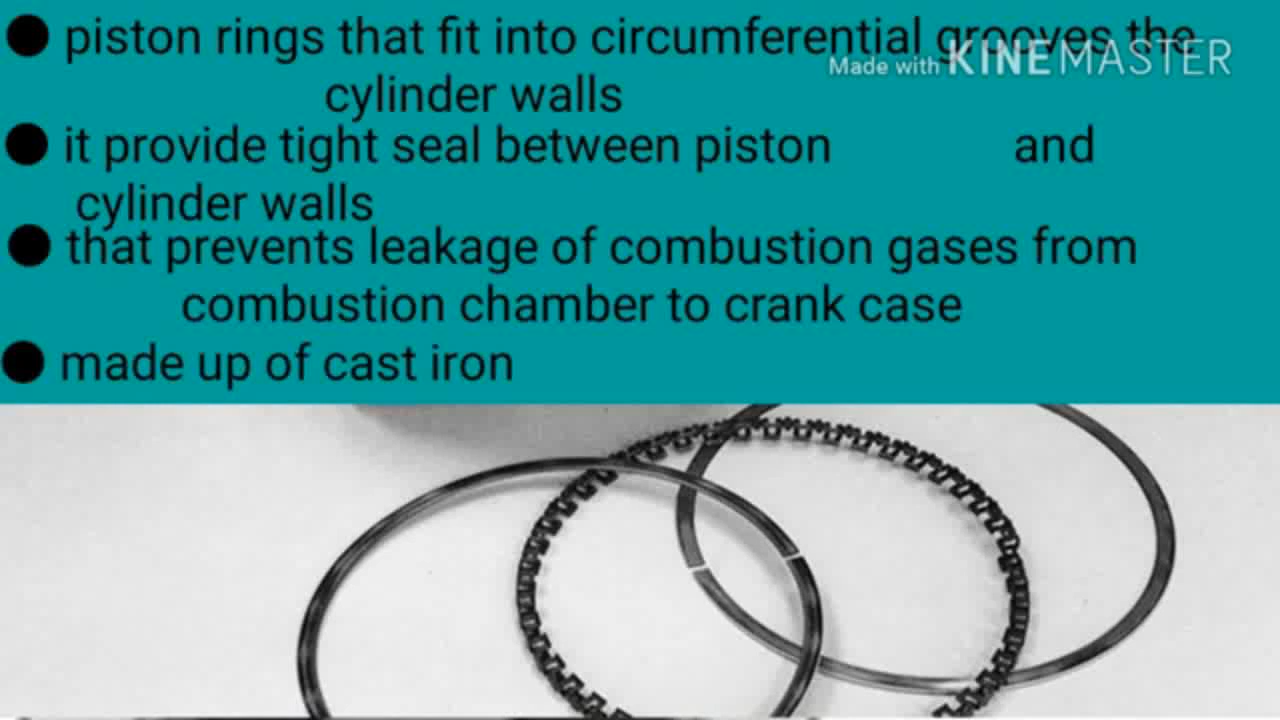 ● piston rings that fit into circumferential grooves the
Made with KINEMASTER
cylinder walls
● it provide tight seal between piston and
cylinder walls
● that prevents leakage of combustion gases from
combustion chamber to crank case
● made up of cast iron